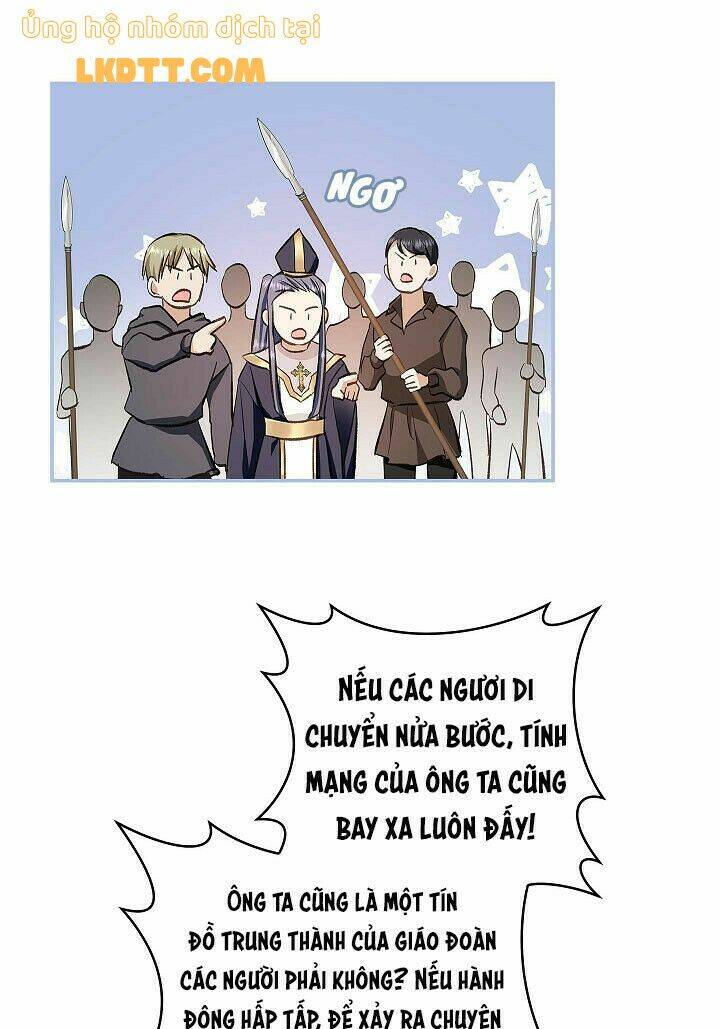 Ủng hộ nhóm dịch tại
LKDTT.COM
NGƠ
NẾU CÁC NGƯƠI DI
CHUYỂN NỬA BƯỚC, TÍNH
MẠNG CỦA ÔNG TA CŨNG
BAY XA LUÔN ĐẤY!
ÔNG TA CŨNG LÀ MỘT TÍN
ĐỒ TRUNG THÀNH CỦA GIÁO ĐOÀN
CÁC NGƯỜI PHẢI KHÔNG? NẾU HÀNH
ĐỘNG HẤP TẤP, ĐỂ XẢY RA CHUYỆN